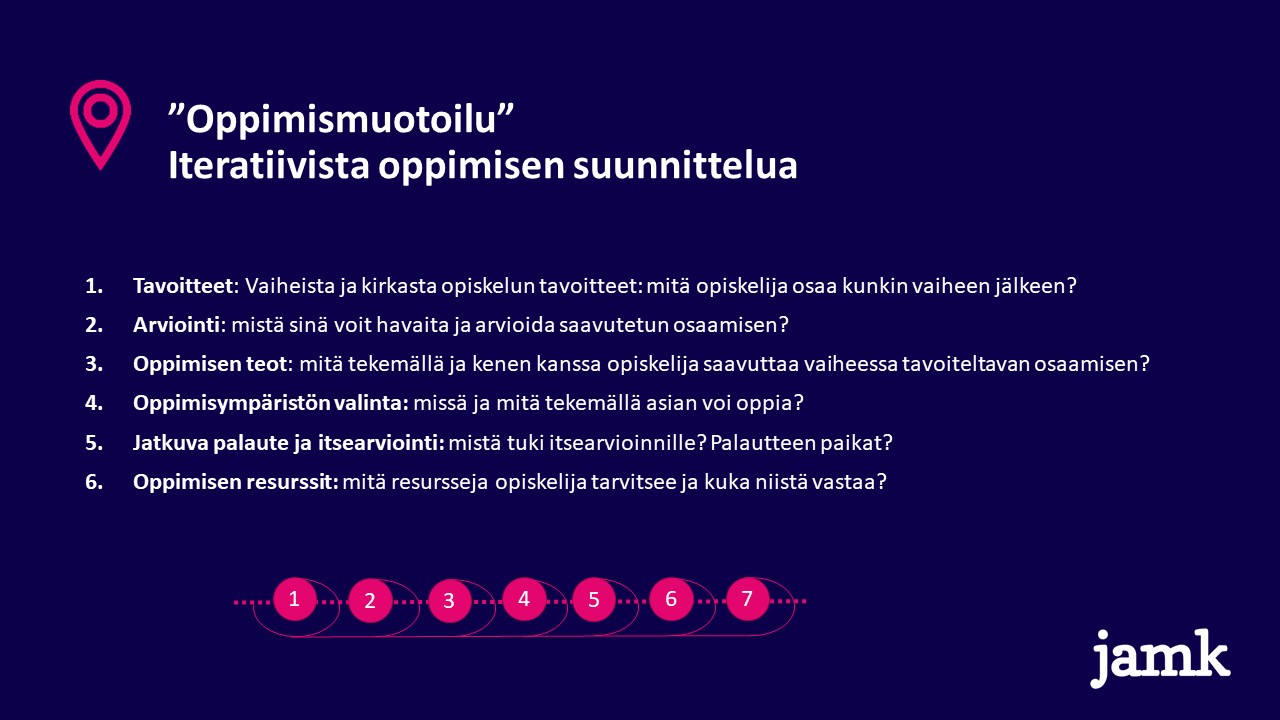 ”Oppimismuotoilu”
Iteratiivista oppimisen suunnittelua
1. Tavoitteet: Vaiheista ja kirkasta opiskelun tavoitteet: mitä opiskelija osaa kunkin vaiheen jälkeen?
2. Arviointi: mistä sinä voit havaita ja arvioida saavutetun osaamisen?
3. Oppimisen teot: mitä tekemällä ja kenen kanssa opiskelija saavuttaa vaiheessa tavoiteltavan osaamisen?
4. Oppimisympäristön valinta: missä ja mitä tekemällä asian voi oppia?
5. Jatkuva palaute ja itsearviointi: mistä tuki itsearvioinnille? Palautteen paikat?
6. Oppimisen resurssit: mitä resursseja opiskelija tarvitsee ja kuka niistä vastaa?
1 2 3 4 5 6 7
jamk